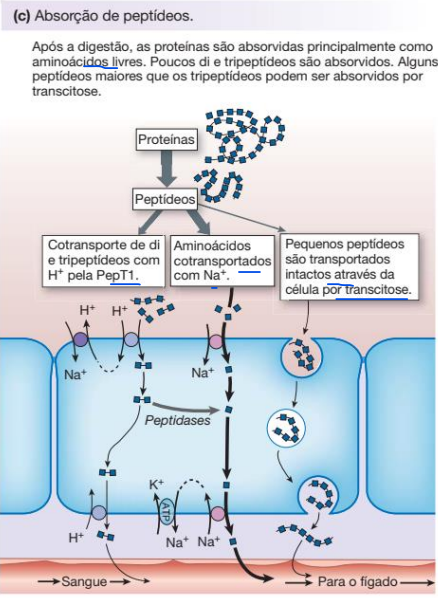 (c) Absorção de peptídeos.
Após a digestão, as proteínas são absorvidas principalmente como
aminoácidos livres. Poucos di e tripeptídeos são absorvidos. Alguns
peptídeos maiores que os tripeptídeos podem ser absorvidos por
transcitose.
Proteínas
Peptídeos
Cotransporte de di
e tripeptídeos com
H+ pela PepT1.
Aminoácidos
cotransportados
com Na+.
Pequenos peptídeos
são transportados
intactos através da
célula por transcitose.
H+
H+
Na+
Na+
Peptidases
K+
ATP
H+
Na+
Na+
Sangue
Para o fígado